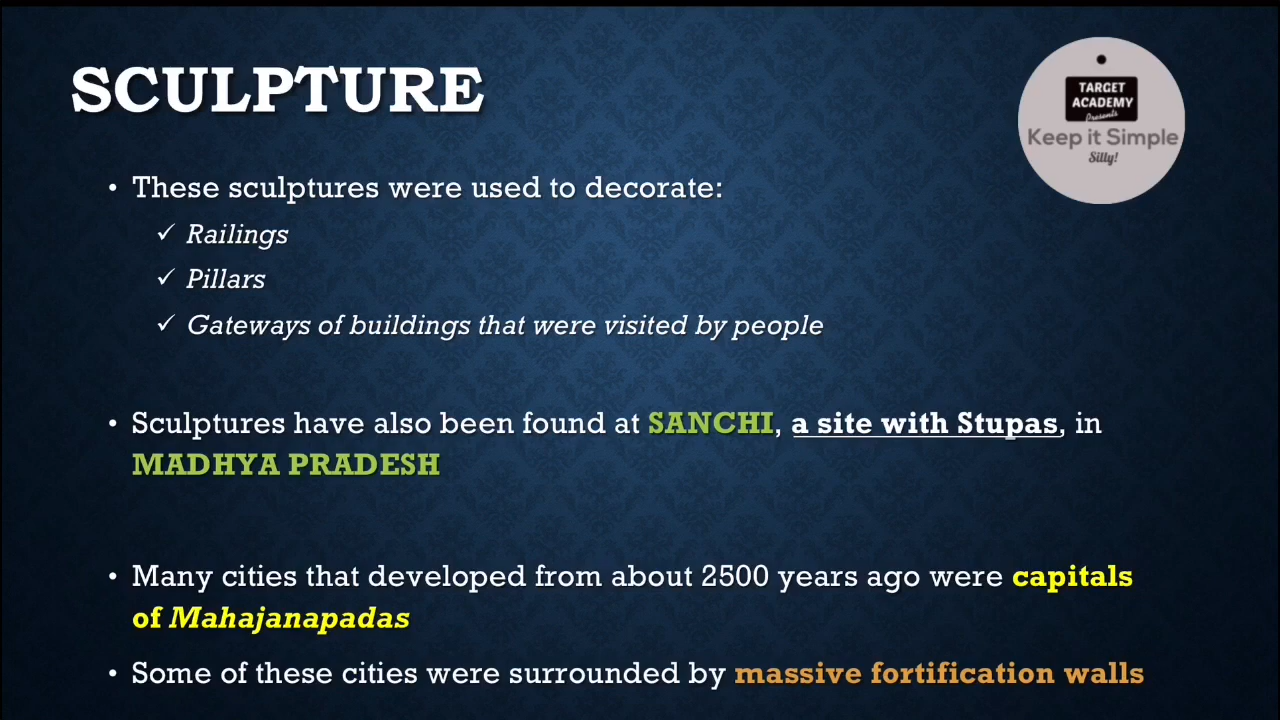 SCULPTURE
TARGET
ACADEMY
Presents
Keep it Simple
Silly!
• These sculptures were used to decorate:
✓ Railings
✓ Pillars
✓ Gateways of buildings that were visited by people
• Sculptures have also been found at SANCHI, a site with Stupas, in
MADHYA PRADESH
• Many cities that developed from about 2500 years ago were capitals
of Mahajanapadas
• Some of these cities were surrounded by massive fortification walls